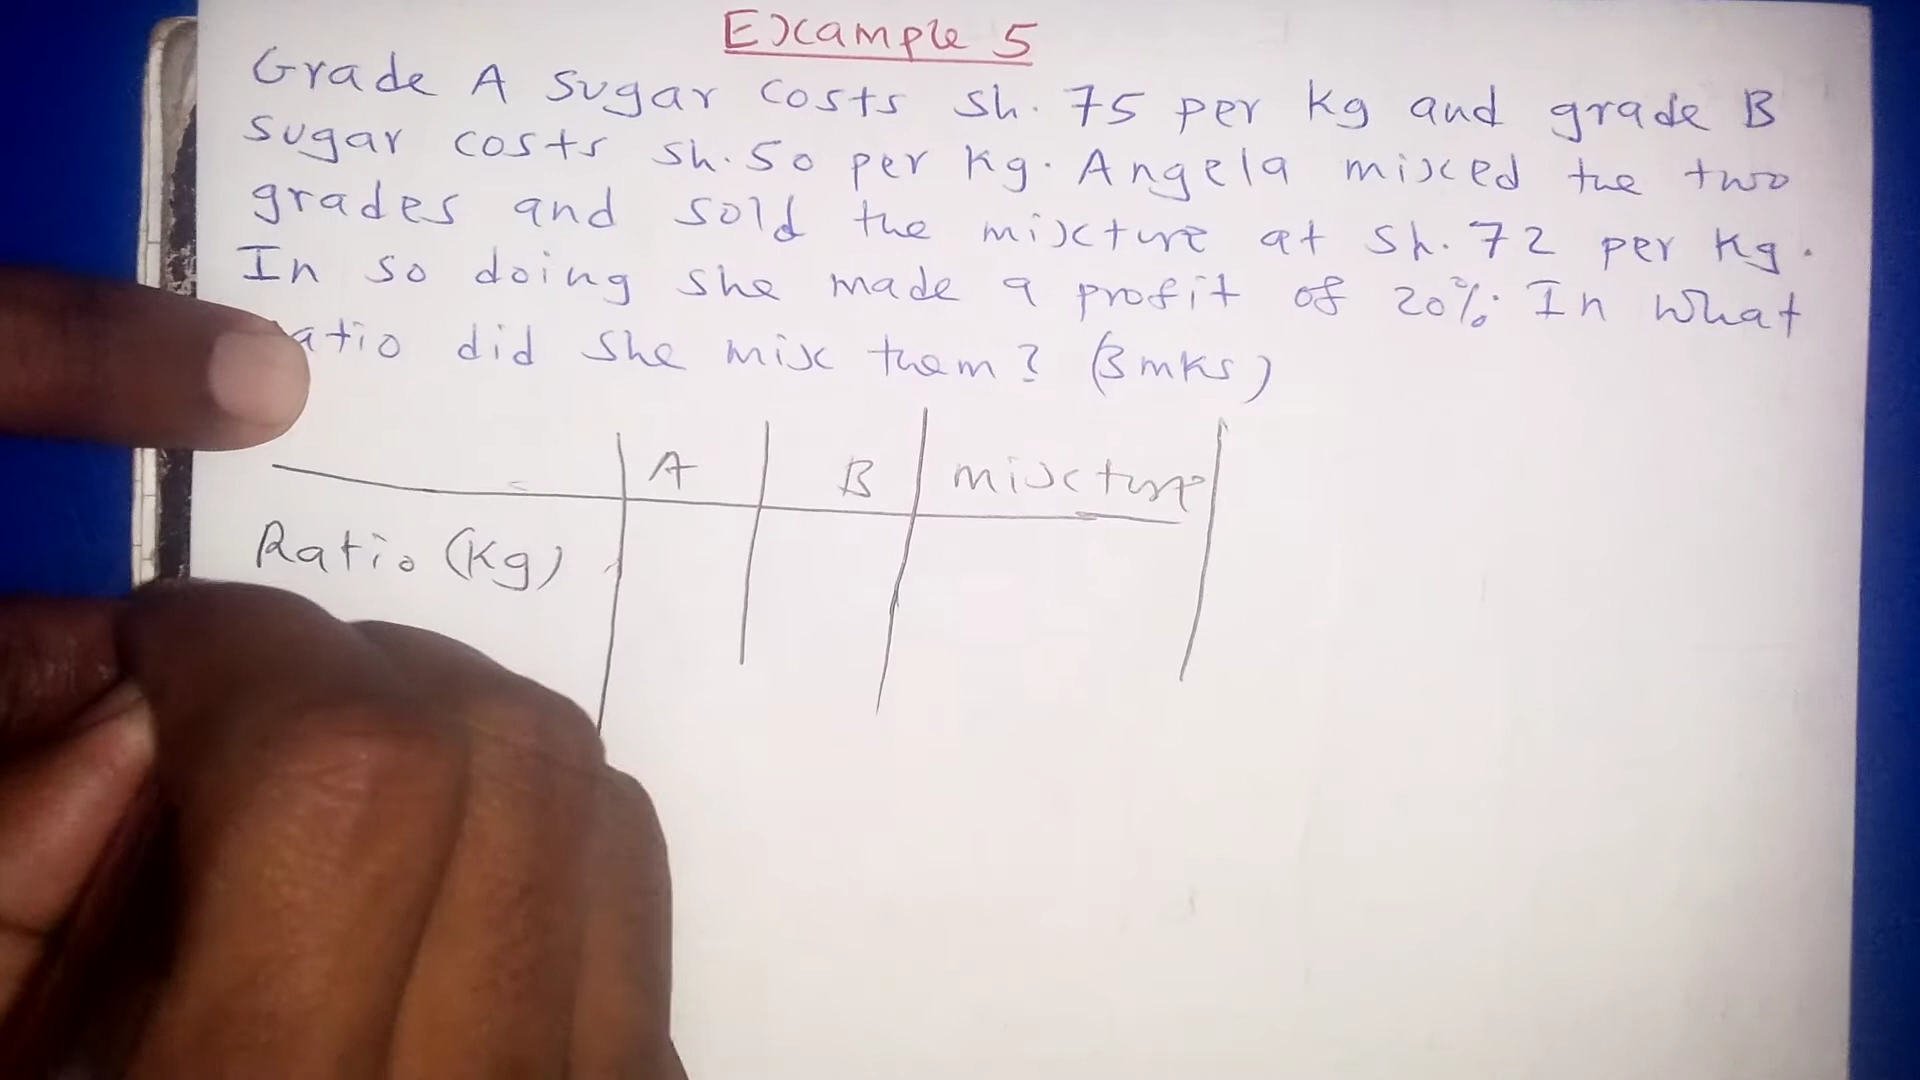 Example 5
Grade A sugar costs sh. 75 per kg and grade B
sugar costs sh. 50 per kg. Angela mixed the two
grades and sold the mixture at sh. 72 per kg.
In so doing she made a profit of 20%. In what
atio did she mix them? (3mks)
A B mixture
Ratio (kg)